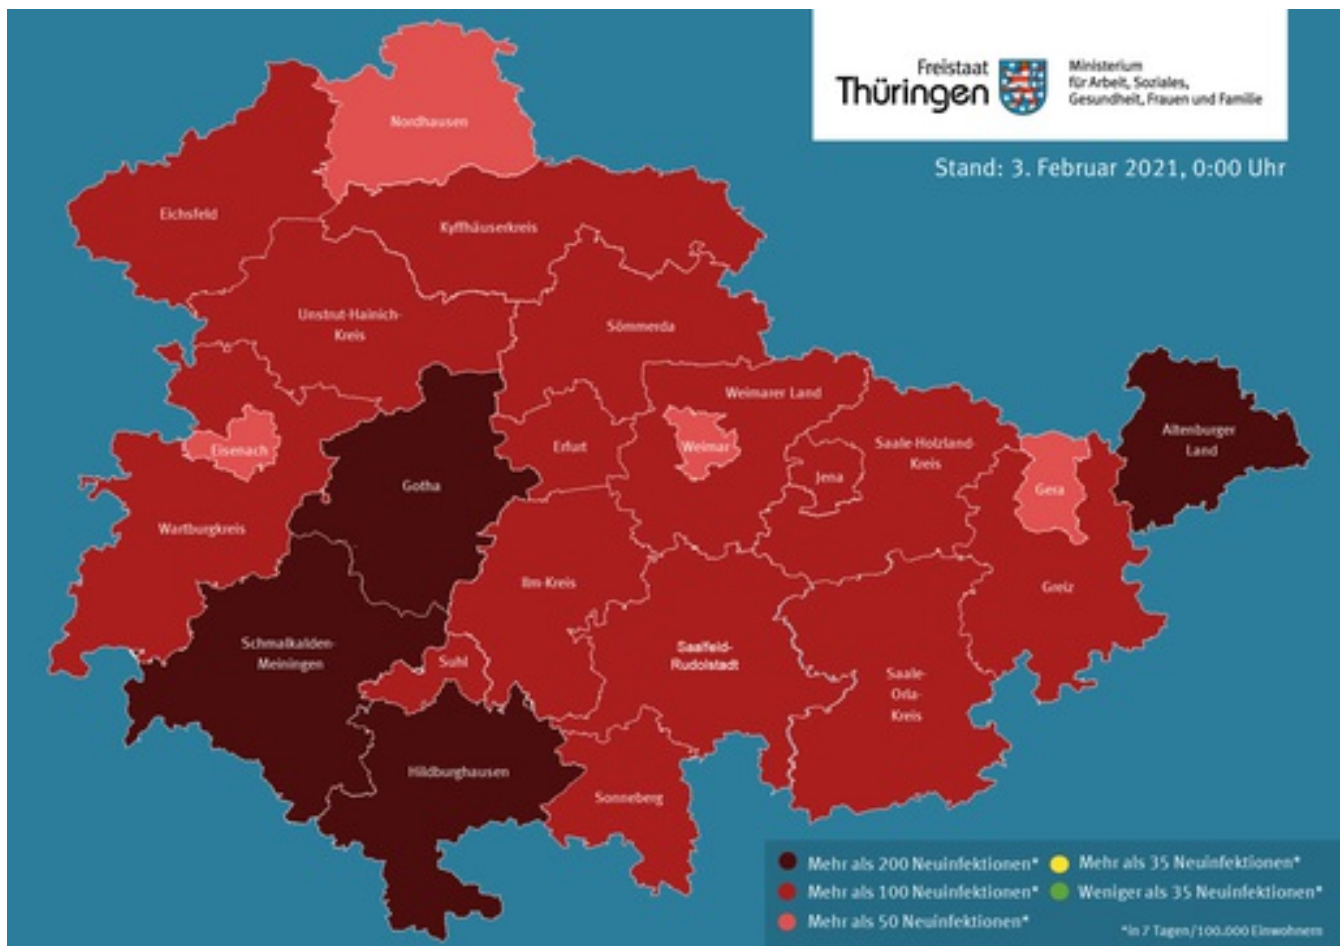 Freistaat
Thüringen
Ministerium
für Arbeit, Soziales,
Gesundheit, Frauen und Familie
Stand: 3. Februar 2021, 0:00 Uhr
Nordhausen
Eichsfeld
Kyffhäuserkreis
Unstrut-Hainich-
Kreis
Sömmerda
Weimarer Land
Eisenach
Erfurt
Weimar
Jena
Saale-Holzland-
Kreis
Gera
Altenburger
Land
Gotha
Wartburgkreis
Ilm-Kreis
Greiz
Schmalkalden-
Meiningen
Suhl
Saalfeld-
Rudolstadt
Saale-
Orla-
Kreis
Hildburghausen
Sonneberg
Mehr als 200 Neuinfektionen*
Mehr als 100 Neuinfektionen*
Mehr als 50 Neuinfektionen*
Mehr als 35 Neuinfektionen*
Weniger als 35 Neuinfektionen*
*in 7 Tagen/100.000 Einwohnern